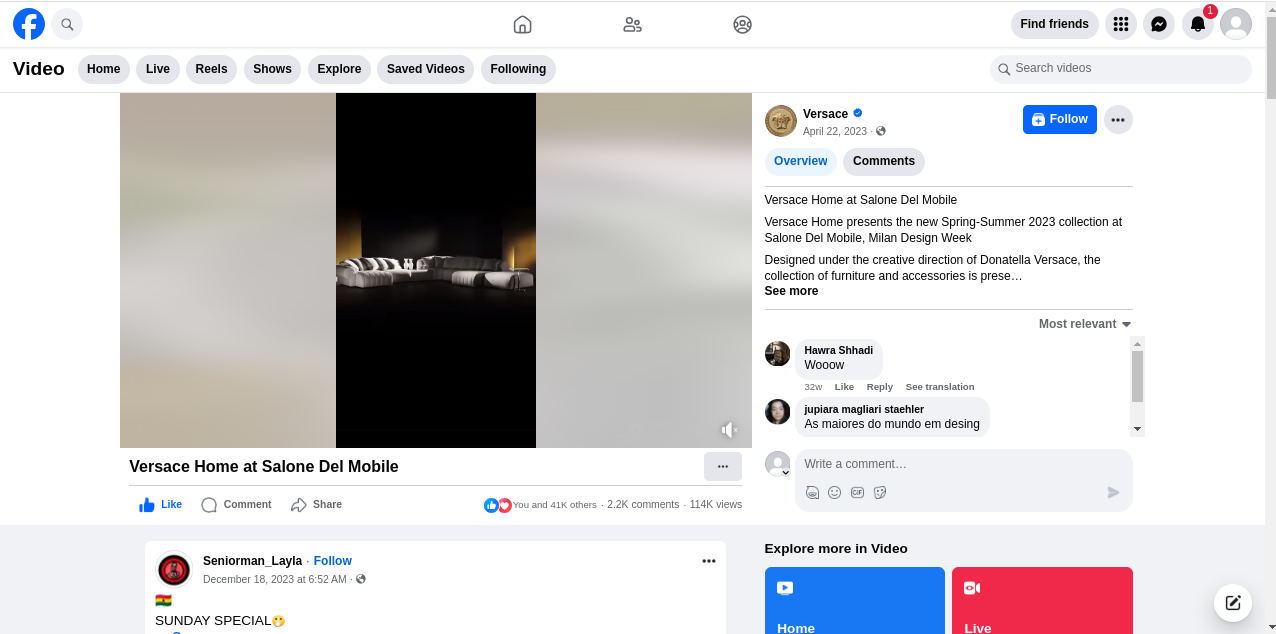 Find friends
1
Video
Home
Live
Reels
Shows
Explore
Saved Videos
Following
Search videos
Versace
April 22, 2023 ·
Follow
Overview
Comments
Versace Home at Salone Del Mobile
Versace Home presents the new Spring-Summer 2023 collection at
Salone Del Mobile, Milan Design Week
Designed under the creative direction of Donatella Versace, the
collection of furniture and accessories is prese…
See more
Most relevant
Hawra Shhadi
Wooow
32w Like Reply See translation
jupiara magliari staehler
As maiores do mundo em desing
Write a comment…
GIF
Versace Home at Salone Del Mobile
Like
Comment
Share
You and 41K others · 2.2K comments · 114K views
Seniorman_Layla · Follow
December 18, 2023 at 6:52 AM ·
🇬🇭
SUNDAY SPECIAL🫣
Explore more in Video
Home
Live